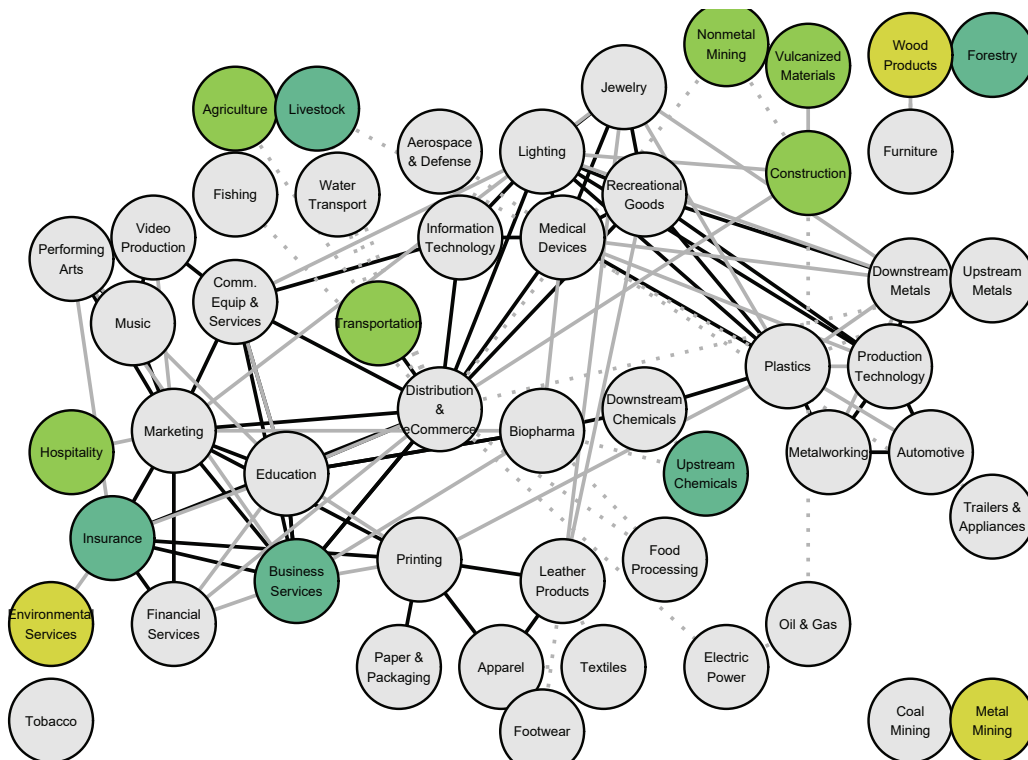 Nonmetal
Mining
Vulcanized
Materials
Wood
Products
Forestry
Jewelry
Agriculture
Livestock
Aerospace
& Defense
Lighting
Furniture
Construction
Fishing
Water
Transport
Recreational
Goods
Video
Production
Information
Technology
Medical
Devices
Performing
Arts
Comm.
Equip &
Services
Downstream
Metals
Upstream
Metals
Music
Transportation
Plastics
Production
Technology
Distribution
&
eCommerce
Downstream
Chemicals
Marketing
Biopharma
Hospitality
Metalworking
Automotive
Education
Upstream
Chemicals
Trailers &
Appliances
Insurance
Printing
Food
Processing
Business
Services
Leather
Products
Environmental
Services
Financial
Services
Oil & Gas
Paper &
Packaging
Apparel
Textiles
Electric
Power
Tobacco
Footwear
Coal
Mining
Metal
Mining